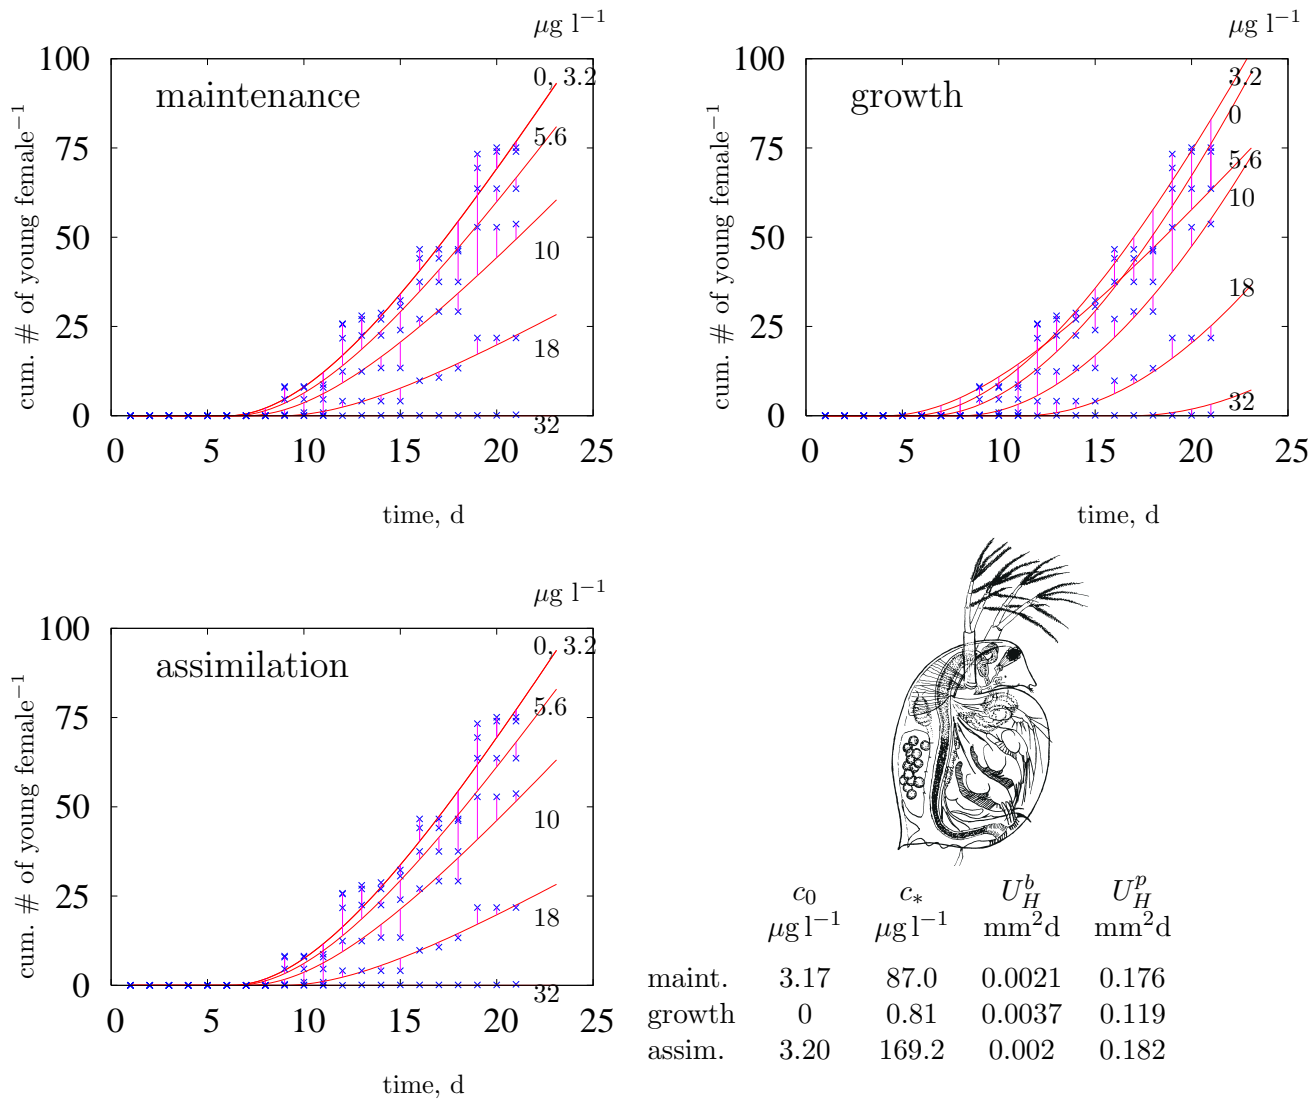 μg l⁻¹
100
75
50
25
0
cum. # of young female⁻¹
maintenance
0, 3.2
5.6
10
18
32
0 5 10 15 20 25
time, d
μg l⁻¹
100
75
50
25
0
cum. # of young female⁻¹
growth
3.2
0
5.6
10
18
32
0 5 10 15 20 25
time, d
μg l⁻¹
100
75
50
25
0
cum. # of young female⁻¹
assimilation
0, 3.2
5.6
10
18
32
0 5 10 15 20 25
time, d
c₀ c* U_H^b U_H^p
μg l⁻¹ μg l⁻¹ mm²d mm²d
maint. 3.17 87.0 0.0021 0.176
growth 0 0.81 0.0037 0.119
assim. 3.20 169.2 0.002 0.182